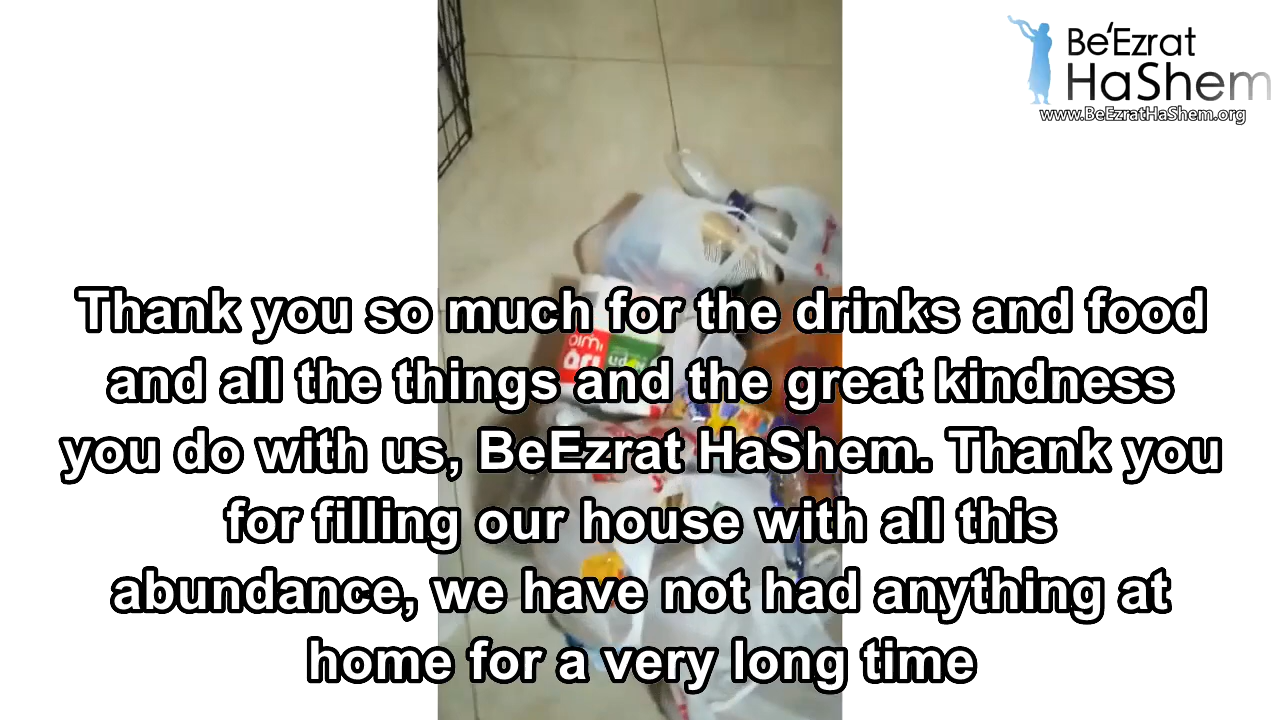 Be'Ezrat
HaShem
www.BeEzratHaShem.org
Thank you so much for the drinks and food
and all the things and the great kindness
you do with us, BeEzrat HaShem. Thank you
for filling our house with all this
abundance, we have not had anything at
home for a very long time